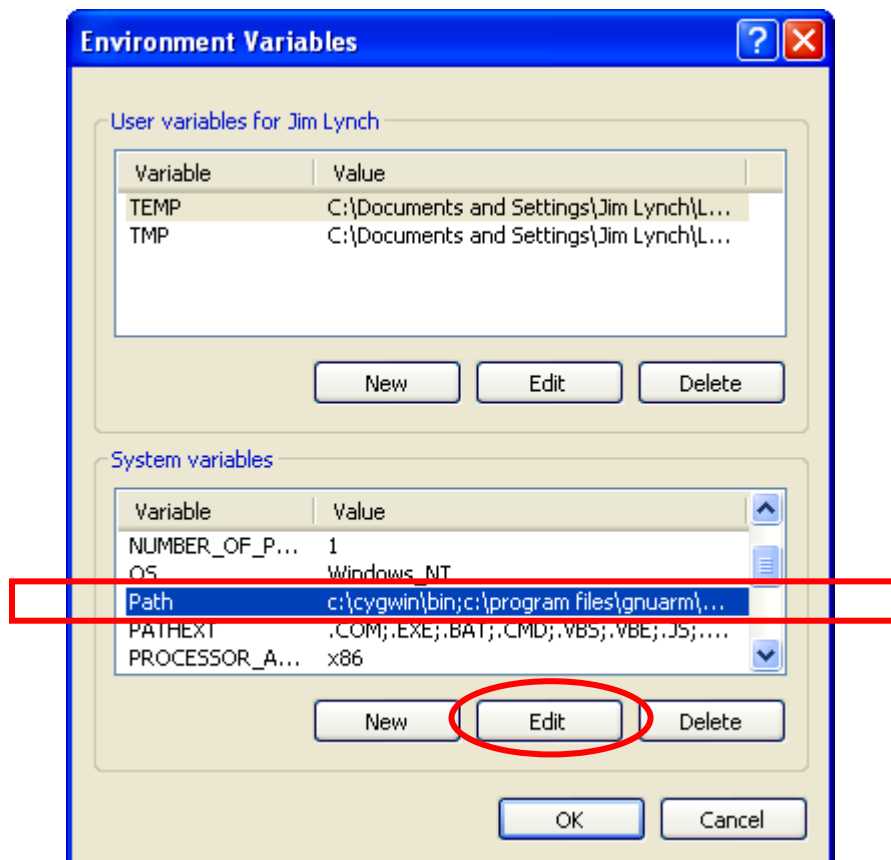 Environment Variables
User variables for Jim Lynch
Variable Value
TEMP C:\Documents and Settings\Jim Lynch\L...
TMP C:\Documents and Settings\Jim Lynch\L...
New Edit Delete
System variables
Variable Value
NUMBER_OF_P... 1
OS Windows_NT
Path c:\cygwin\bin;c:\program files\gnuarm\...
PATHEXT .COM;.EXE;.BAT;.CMD;.VBS;.VBE;.JS;....
PROCESSOR_A... x86
New Edit Delete
OK Cancel